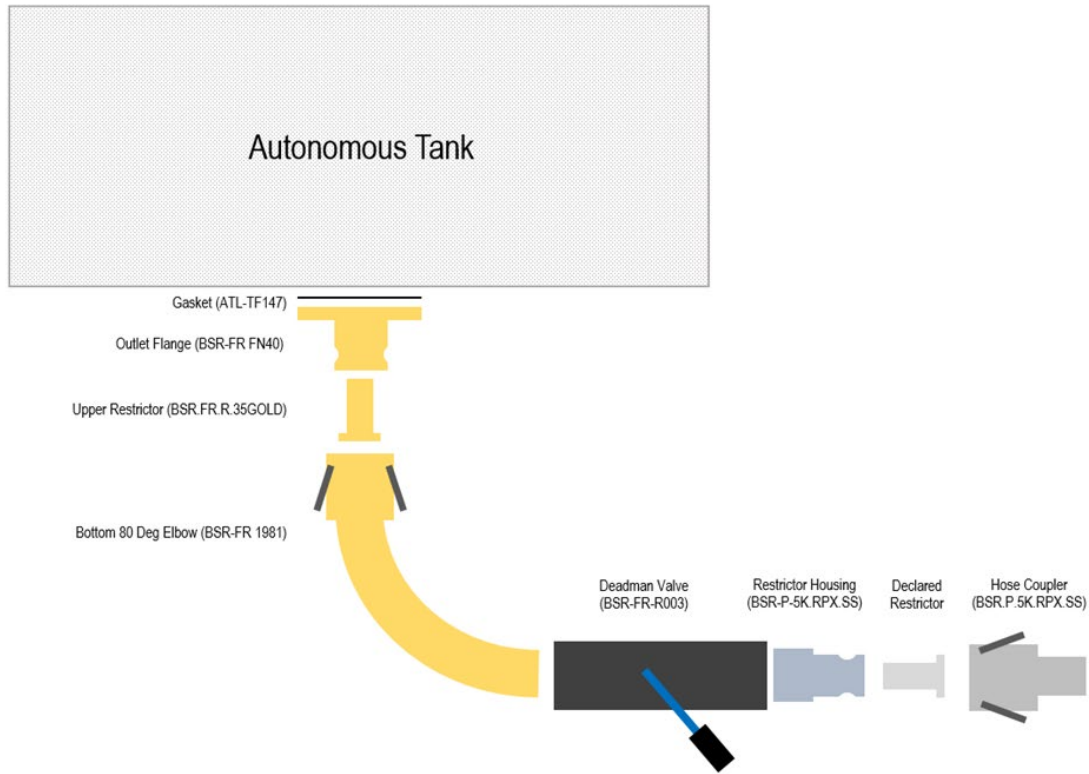 Autonomous Tank
Gasket (ATL-TF147)
Outlet Flange (BSR-FR FN40)
Upper Restrictor (BSR.FR.R.35GOLD)
Bottom 80 Deg Elbow (BSR-FR 1981)
Deadman Valve
(BSR-FR-R003)
Restrictor Housing
(BSR-P-5K.RPX.SS)
Declared
Restrictor
Hose Coupler
(BSR.P.5K.RPX.SS)